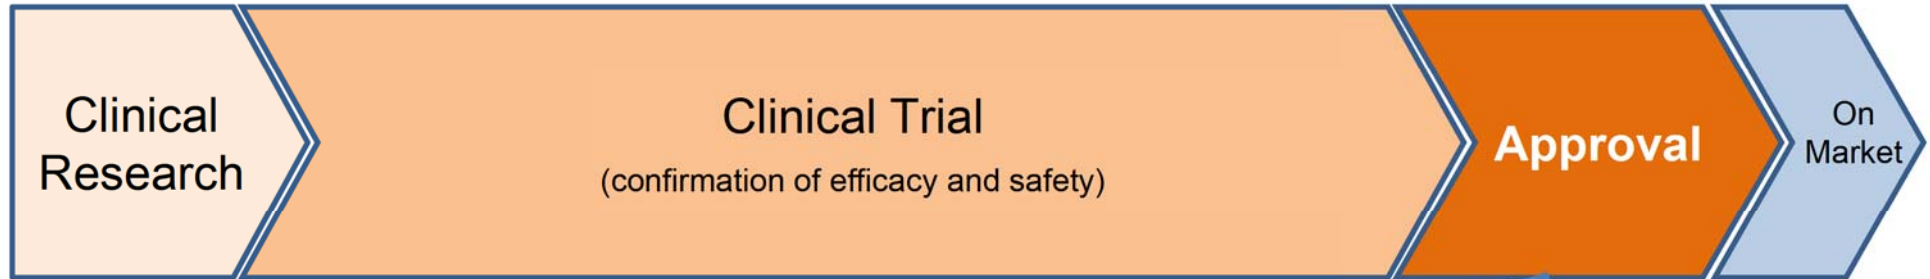 Clinical
Research
Clinical Trial
(confirmation of efficacy and safety)
Approval
On
Market